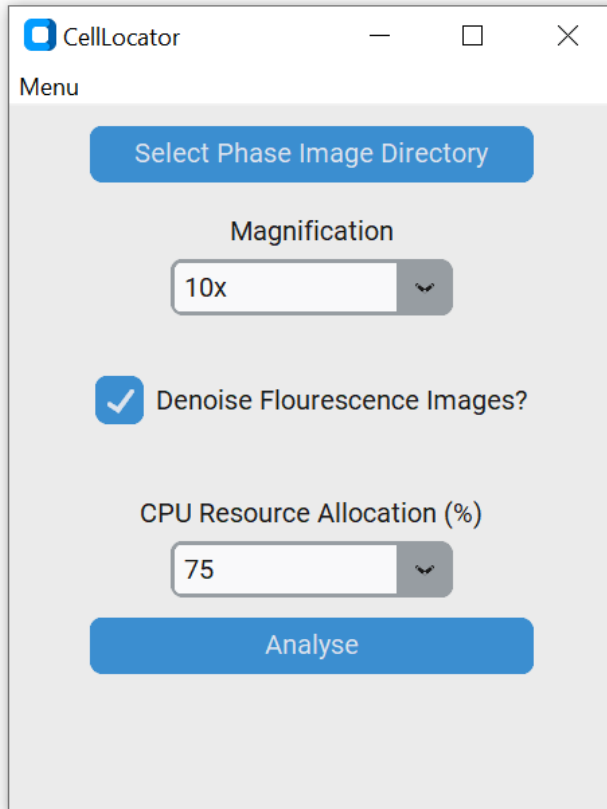 CellLocator
Menu
Select Phase Image Directory
Magnification
10x
Denoise Flourescence Images?
CPU Resource Allocation (%)
75
Analyse